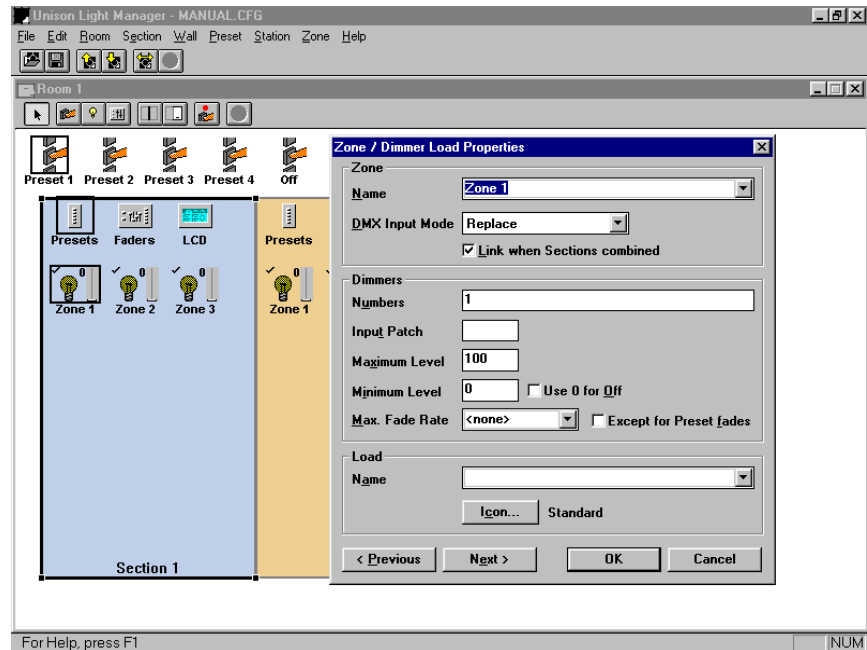 Unison Light Manager - MANUAL.CFG
File Edit Room Section Wall Preset Station Zone Help
Room 1
Preset 1 Preset 2 Preset 3 Preset 4 Off
Presets Faders LCD Presets
0 0 0 0
Zone 1 Zone 2 Zone 3 Zone 1
Section 1
Zone / Dimmer Load Properties
Zone
Name Zone 1
DMX Input Mode Replace
Link when Sections combined
Dimmers
Numbers 1
Input Patch
Maximum Level 100
Minimum Level 0 Use 0 for Off
Max. Fade Rate <none> Except for Preset fades
Load
Name
Icon... Standard
< Previous Next > OK Cancel
For Help, press F1 NUM